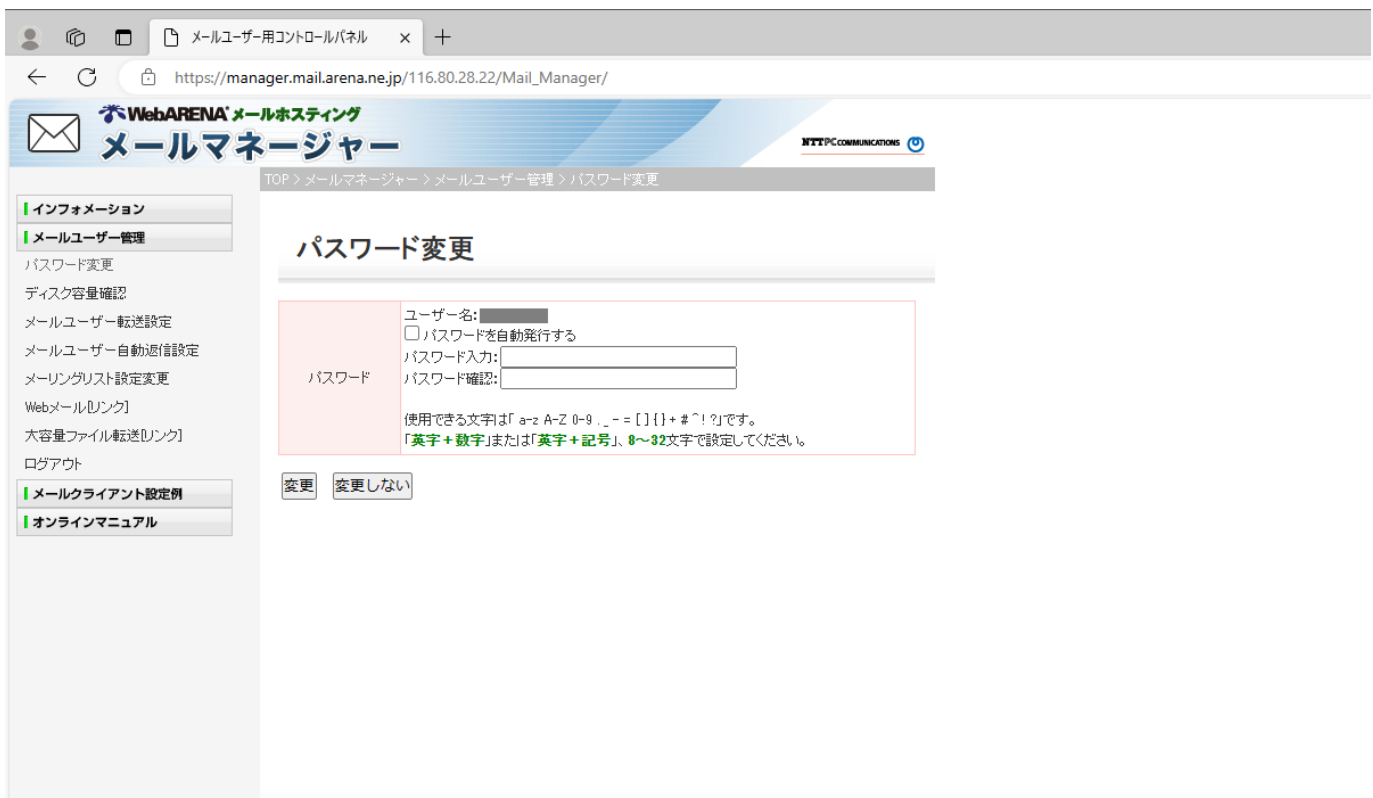 メールユーザー用コントロールパネル
https://manager.mail.arena.ne.jp/116.80.28.22/Mail_Manager/
WebARENA メールホスティング
メールマネージャー
NTTPC COMMUNICATIONS
TOP > メールマネージャー > メールユーザー管理 > パスワード変更
インフォメーション
メールユーザー管理
パスワード変更
ディスク容量確認
メールユーザー転送設定
メールユーザー自動返信設定
メーリングリスト設定変更
Webメール[リンク]
大容量ファイル転送[リンク]
ログアウト
メールクライアント設定例
オンラインマニュアル
パスワード変更
パスワード
ユーザー名:
パスワードを自動発行する
パスワード入力:
パスワード確認:
使用できる文字は「 a-z A-Z 0-9 . _ - = [ ] { } + # ^ ! ?」です。
「英字+数字」または「英字+記号」、8~32文字で設定してください。
変更 変更しない